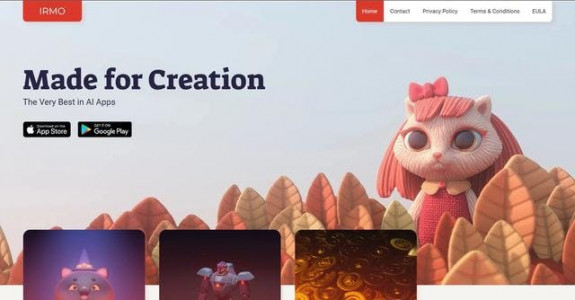 IRMO
Home Contact Privacy Policy Terms & Conditions EULA
Made for Creation
The Very Best in AI Apps
Download on the
App Store
GET IT ON
Google Play